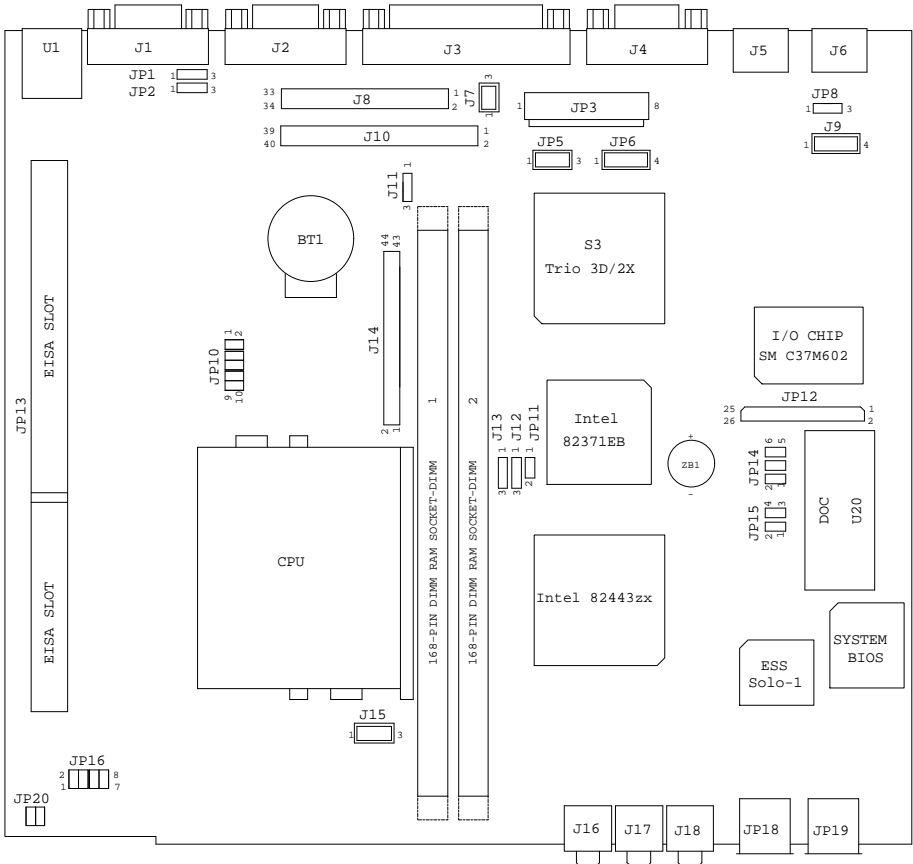 U1
J1
J2
J3
J4
J5
J6
JP1
1
3
JP2
1
3
33
34
J8
1
2
J7
3
1
1
JP3
8
JP8
1
3
39
40
J10
1
2
JP5
1
3
JP6
1
4
J9
1
4
J11
1
3
BT1
S3
Trio 3D/2X
44
43
J14
2
1
EISA SLOT
JP13
EISA SLOT
JP10
1
2
9
10
I/O CHIP
SM C37M602
JP12
25
26
1
2
1
168-PIN DIMM RAM SOCKET-DIMM
2
168-PIN DIMM RAM SOCKET-DIMM
J13
1
3
J12
1
3
JP11
1
2
Intel
82371EB
+
ZB1
-
JP14
6
5
2
1
JP15
4
3
2
1
DOC
U20
CPU
Intel 82443zx
ESS
Solo-1
SYSTEM
BIOS
J15
1
3
JP16
2
1
8
7
JP20
J16
J17
J18
JP18
JP19